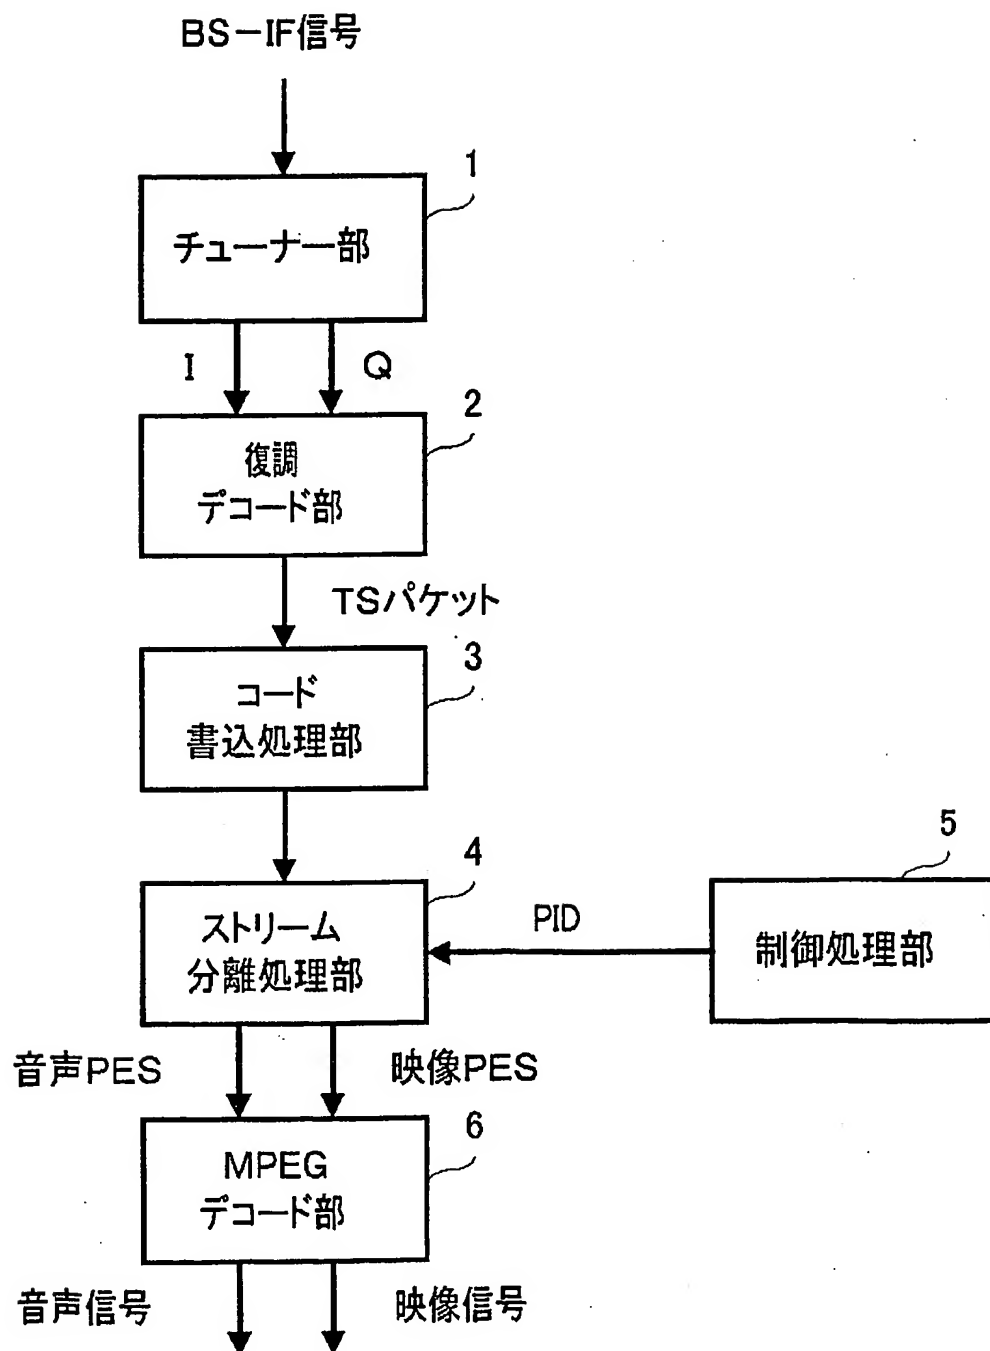 BS－IF信号
1
チューナー部
I
Q
2
復調
デコード部
TSパケット
3
コード
書込処理部
4
5
ストリーム
分離処理部
PID
制御処理部
音声PES
映像PES
6
MPEG
デコード部
音声信号
映像信号